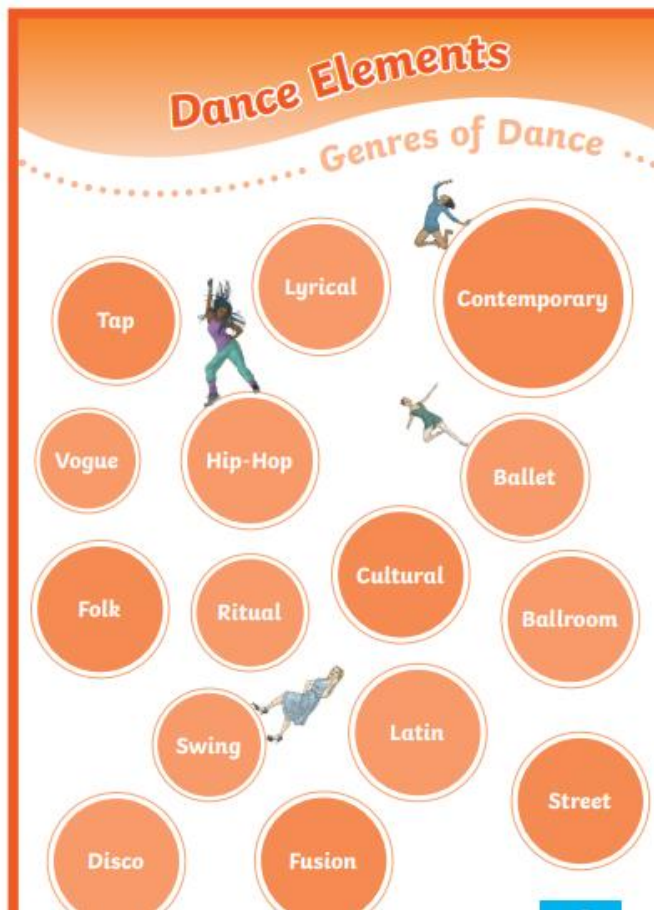 Dance Elements
Genres of Dance
Lyrical
Contemporary
Tap
Vogue
Hip-Hop
Ballet
Cultural
Folk
Ritual
Ballroom
Swing
Latin
Street
Disco
Fusion